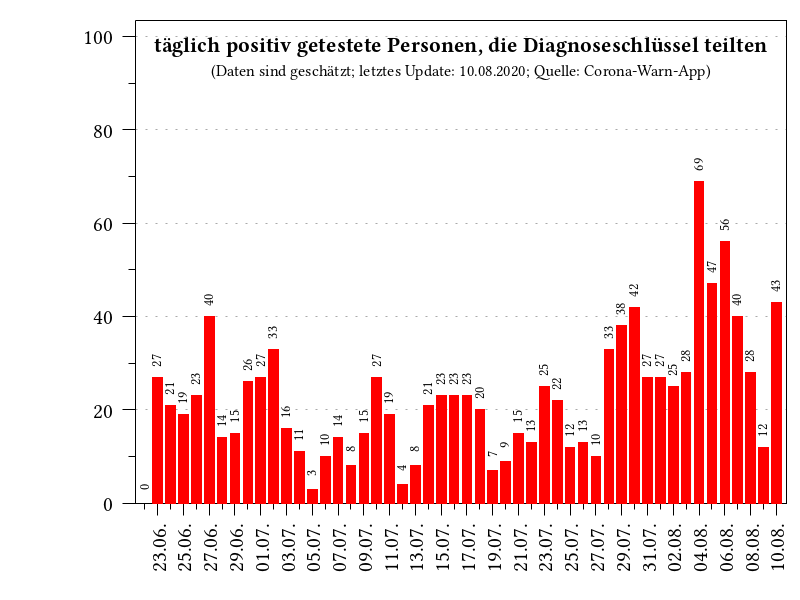 täglich positiv getestete Personen, die Diagnoseschlüssel teilten
(Daten sind geschätzt; letztes Update: 10.08.2020; Quelle: Corona-Warn-App)
100
80
60
40
20
0
0 27 21 19 23 40 14 15 26 27 33 16 11 3 10 14 8 15 27 19 4 8 21 23 23 23 20 7 9 15 13 25 22 12 13 10 33 38 42 27 27 25 28 69 47 56 40 28 12 43
23.06. 25.06. 27.06. 29.06. 01.07. 03.07. 05.07. 07.07. 09.07. 11.07. 13.07. 15.07. 17.07. 19.07. 21.07. 23.07. 25.07. 27.07. 29.07. 31.07. 02.08. 04.08. 06.08. 08.08. 10.08.